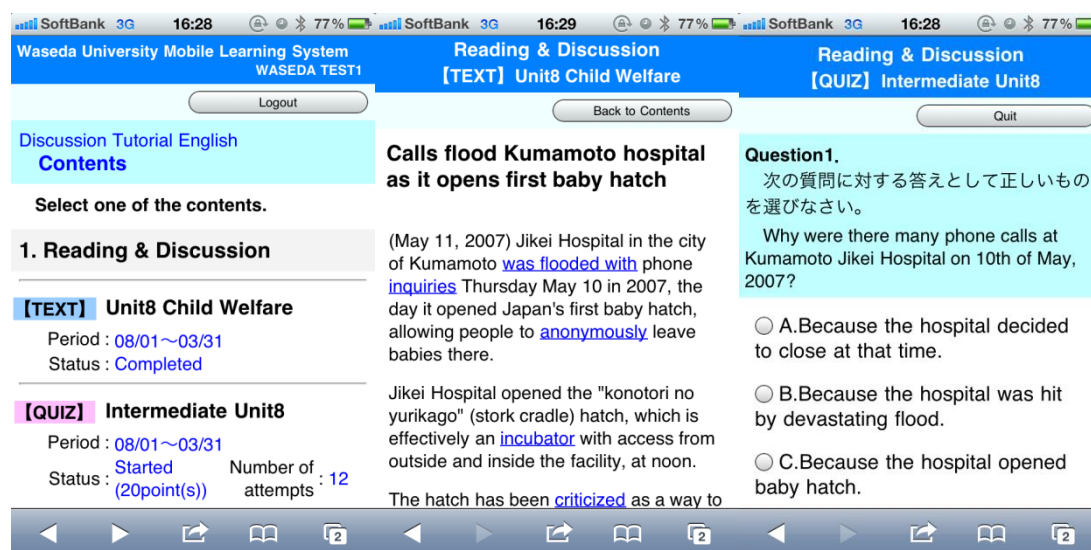 SoftBank 3G 16:28 77%
Waseda University Mobile Learning System
WASEDA TEST1
Logout
Discussion Tutorial English
Contents
Select one of the contents.
1. Reading & Discussion
【TEXT】 Unit8 Child Welfare
Period : 08/01～03/31
Status : Completed
【QUIZ】 Intermediate Unit8
Period : 08/01～03/31
Status : Started (20point(s)) Number of attempts : 12
2
SoftBank 3G 16:29 77%
Reading & Discussion
【TEXT】 Unit8 Child Welfare
Back to Contents
Calls flood Kumamoto hospital
as it opens first baby hatch
(May 11, 2007) Jikei Hospital in the city
of Kumamoto was flooded with phone
inquiries Thursday May 10 in 2007, the
day it opened Japan's first baby hatch,
allowing people to anonymously leave
babies there.
Jikei Hospital opened the "konotori no
yurikago" (stork cradle) hatch, which is
effectively an incubator with access from
outside and inside the facility, at noon.
The hatch has been criticized as a way to
2
SoftBank 3G 16:28 77%
Reading & Discussion
【QUIZ】 Intermediate Unit8
Quit
Question1.
次の質問に対する答えとして正しいもの
を選びなさい。
Why were there many phone calls at
Kumamoto Jikei Hospital on 10th of May,
2007?
A.Because the hospital decided
to close at that time.
B.Because the hospital was hit
by devastating flood.
C.Because the hospital opened
baby hatch.
2